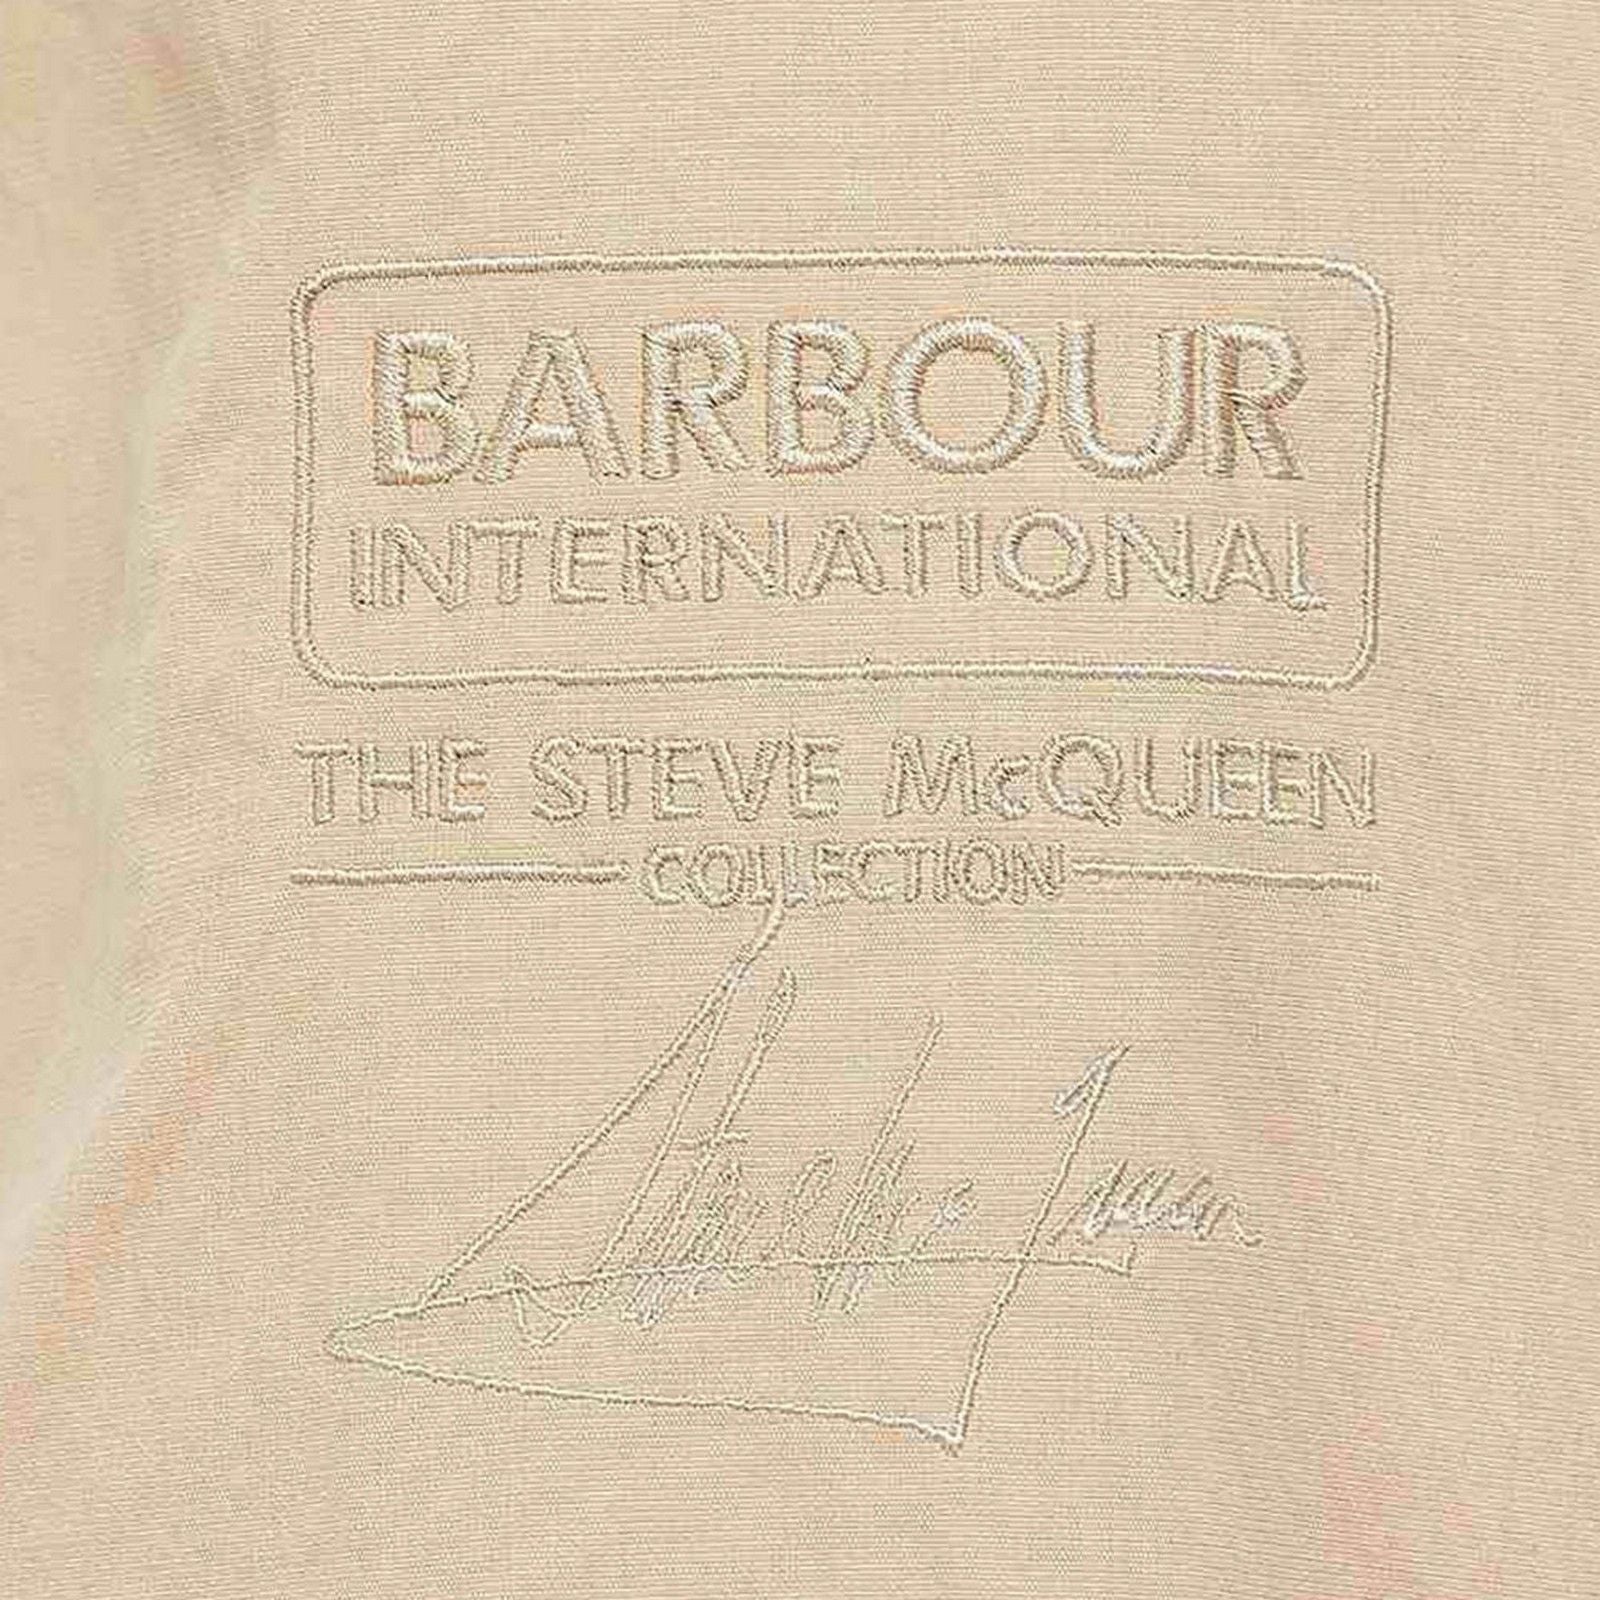 BARBOUR
INTERNATIONAL
THE STEVE McQUEEN
COLLECTION